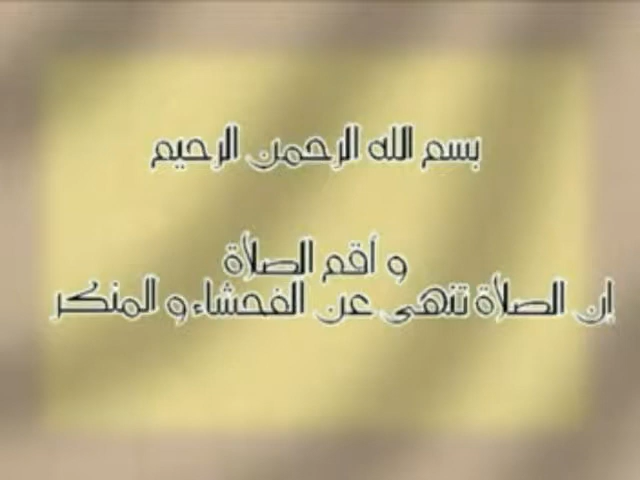 بسم الله الرحمن الرحيم
و أقم الصلاة
إن الصلاة تنهى عن الفحشاء و المنكر